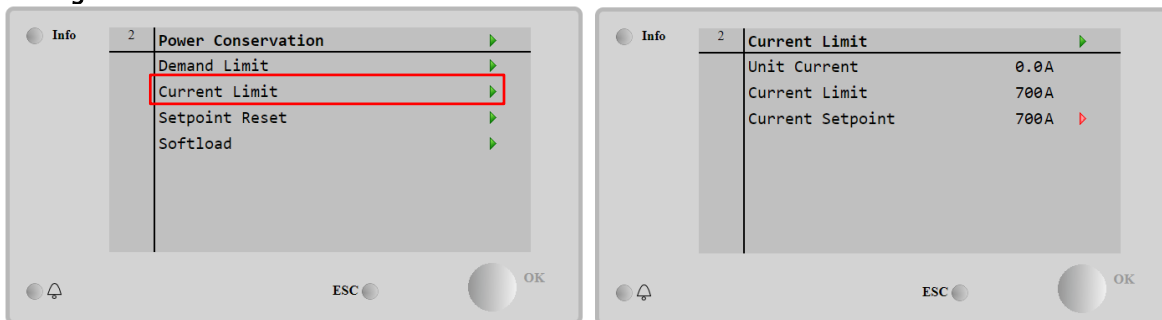 Info
2 Power Conservation
Demand Limit
Current Limit
Setpoint Reset
Softload
ESC
OK
Info
2 Current Limit
Unit Current 0.0A
Current Limit 700A
Current Setpoint 700A
ESC
OK